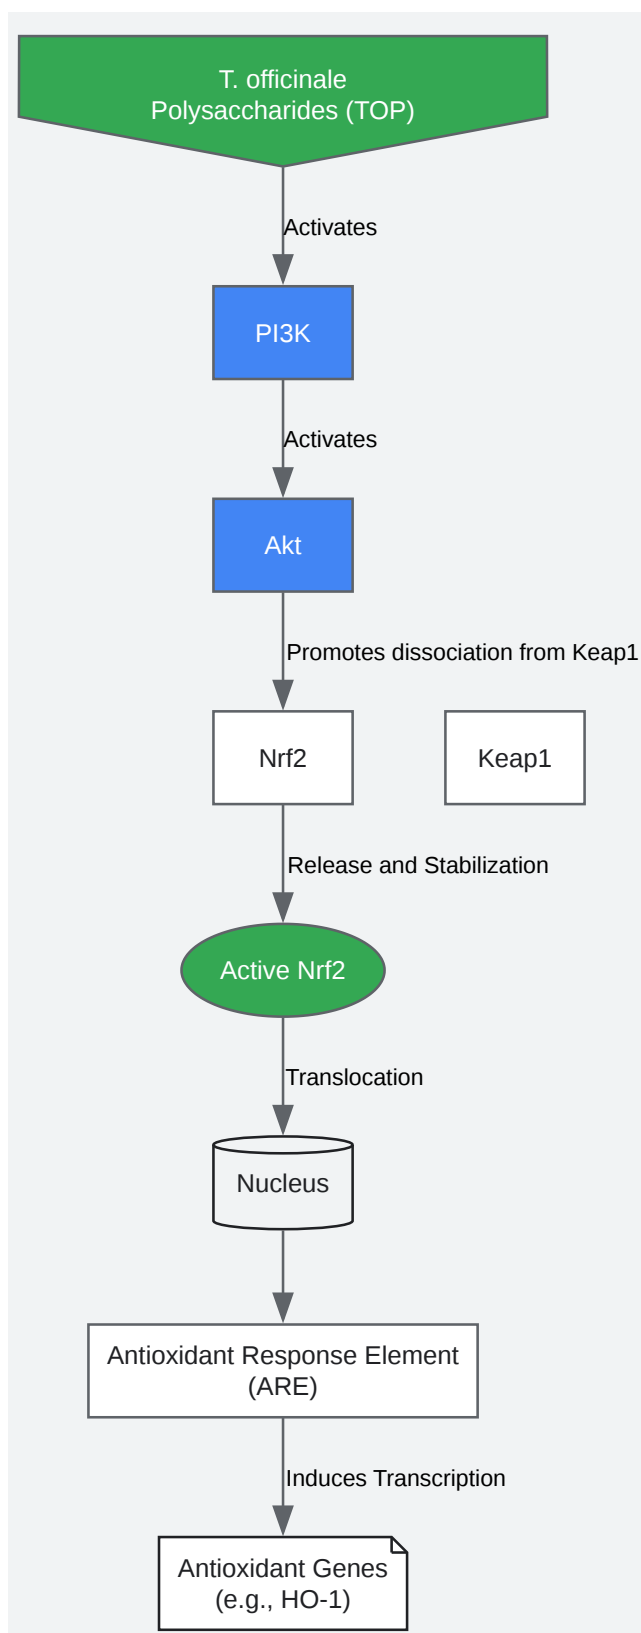 T. officinale
Polysaccharides (TOP)
Activates
PI3K
Activates
Akt
Promotes dissociation from Keap1
Nrf2
Keap1
Release and Stabilization
Active Nrf2
Translocation
Nucleus
Antioxidant Response Element
(ARE)
Induces Transcription
Antioxidant Genes
(e.g., HO-1)